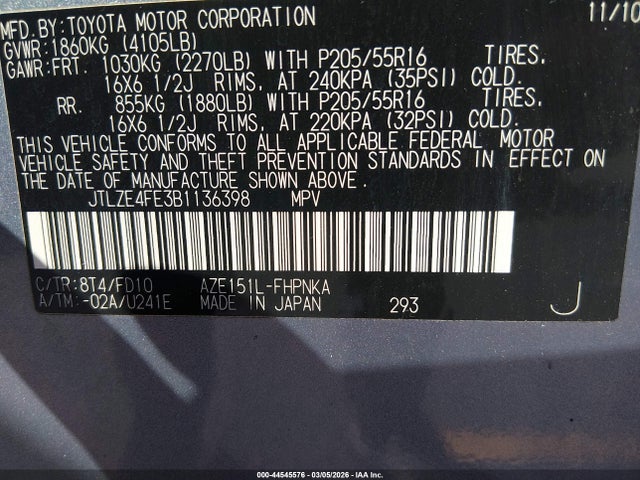 MFD.BY:TOYOTA MOTOR CORPORATION 11/10
GVWR:1860KG (4105LB)
GAWR:FRT. 1030KG (2270LB) WITH P205/55R16 TIRES,
16X6 1/2J RIMS, AT 240KPA (35PSI) COLD.
RR. 855KG (1880LB) WITH P205/55R16 TIRES,
16X6 1/2J RIMS, AT 220KPA (32PSI) COLD.
THIS VEHICLE CONFORMS TO ALL APPLICABLE FEDERAL MOTOR
VEHICLE SAFETY AND THEFT PREVENTION STANDARDS IN EFFECT ON
THE DATE OF MANUFACTURE SHOWN ABOVE.
JTLZE4FE3B1136398 MPV
C/TR:8T4/FD10 AZE151L-FHPNKA
A/TM:-02A/U241E MADE IN JAPAN 293 J
000-44545576 - 03/05/2026 - IAA Inc.